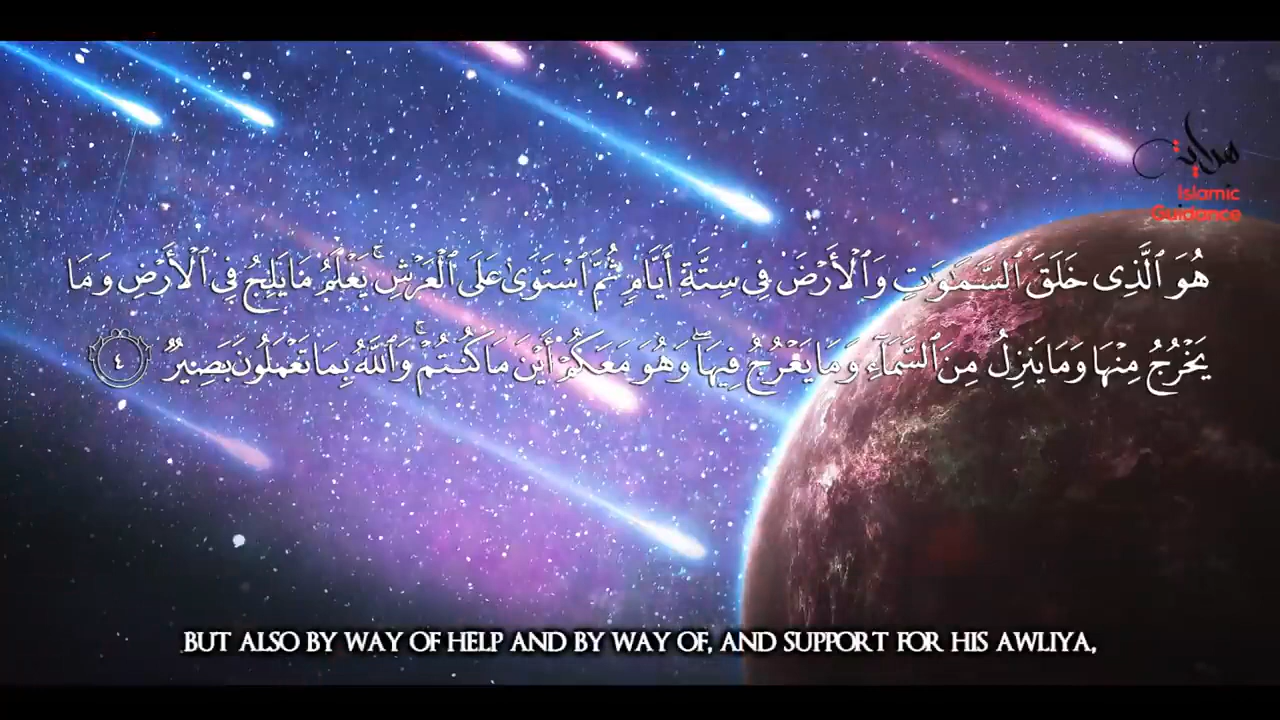 هداية
Islamic
Guidance
هُوَ ٱلَّذِى خَلَقَ ٱلسَّمَـٰوَٰتِ وَٱلْأَرْضَ فِى سِتَّةِ أَيَّامٍ ثُمَّ ٱسْتَوَىٰ عَلَى ٱلْعَرْشِ ۚ يَعْلَمُ مَا يَلِجُ فِى ٱلْأَرْضِ وَمَا
يَخْرُجُ مِنْهَا وَمَا يَنزِلُ مِنَ ٱلسَّمَآءِ وَمَا يَعْرُجُ فِيهَا ۖ وَهُوَ مَعَكُمْ أَيْنَ مَا كُنتُمْ ۚ وَٱللَّهُ بِمَا تَعْمَلُونَ بَصِيرٌ ٤
BUT ALSO BY WAY OF HELP AND BY WAY OF, AND SUPPORT FOR HIS AWLIYA,